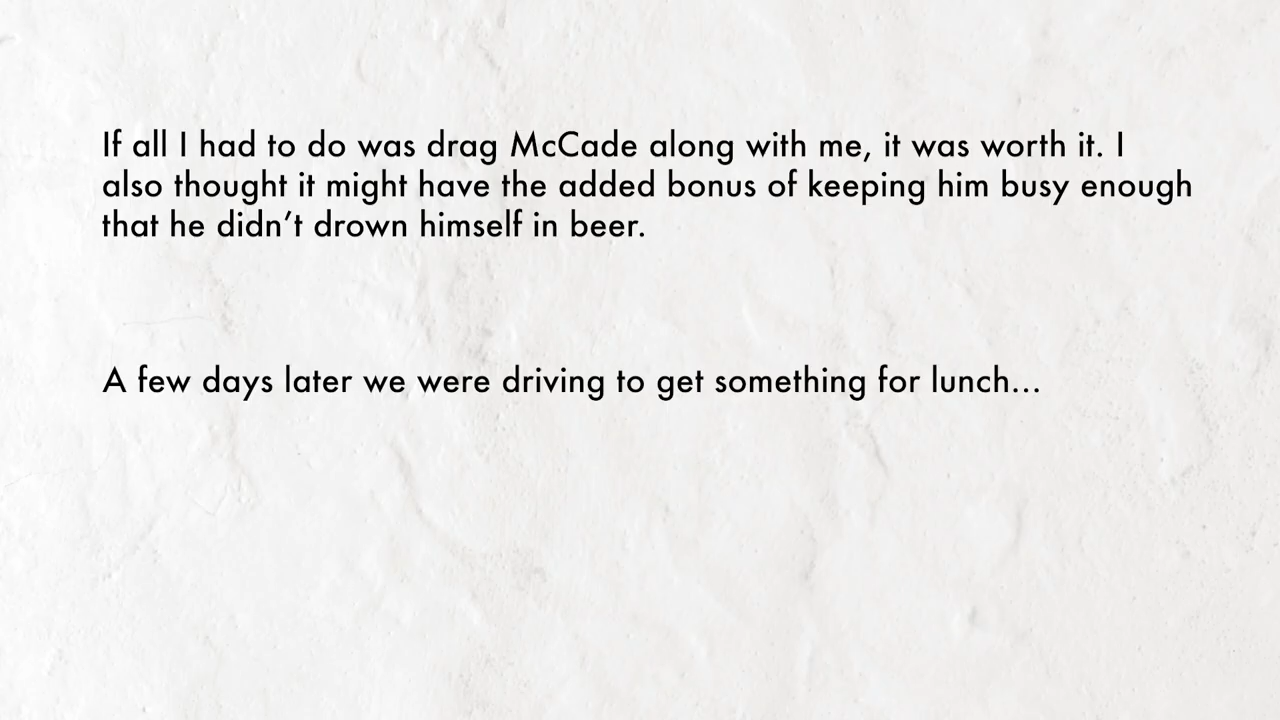 If all I had to do was drag McCade along with me, it was worth it. I
also thought it might have the added bonus of keeping him busy enough
that he didn’t drown himself in beer.
A few days later we were driving to get something for lunch...